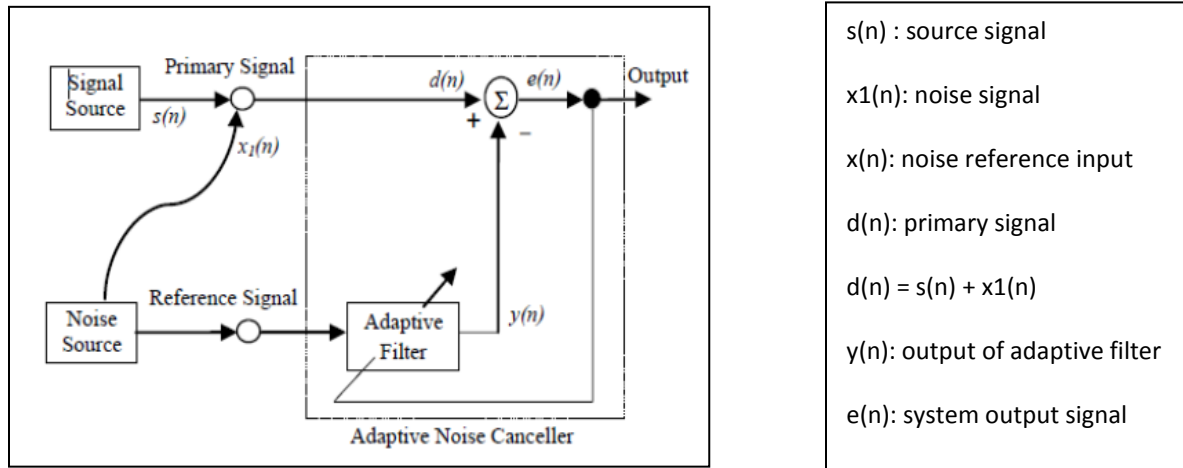 Signal
Source
Primary Signal
s(n)
x1(n)
d(n)
+
Σ
−
e(n)
Output
Noise
Source
Reference Signal
Adaptive
Filter
y(n)
Adaptive Noise Canceller
s(n) : source signal
x1(n): noise signal
x(n): noise reference input
d(n): primary signal
d(n) = s(n) + x1(n)
y(n): output of adaptive filter
e(n): system output signal